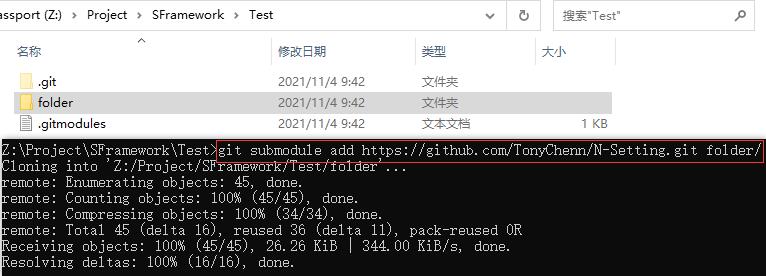 assport (Z:) > Project > SFramework > Test
搜索"Test"
名称 修改日期 类型 大小
.git 2021/11/4 9:42 文件夹
folder 2021/11/4 9:42 文件夹
.gitmodules 2021/11/4 9:42 文本文档 1 KB
Z:\Project\SFramework\Test>git submodule add https://github.com/TonyChenn/N-Setting.git folder/
Cloning into 'Z:/Project/SFramework/Test/folder'...
remote: Enumerating objects: 45, done.
remote: Counting objects: 100% (45/45), done.
remote: Compressing objects: 100% (34/34), done.
remote: Total 45 (delta 16), reused 36 (delta 11), pack-reused 0R
Receiving objects: 100% (45/45), 26.26 KiB | 344.00 KiB/s, done.
Resolving deltas: 100% (16/16), done.